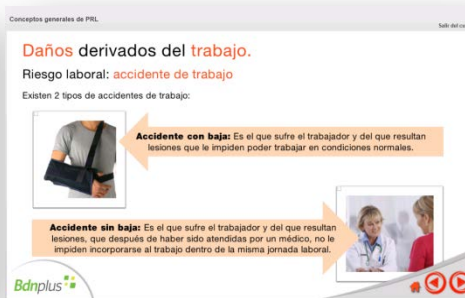 Conceptos generales de PRL
Salir del cu
Daños derivados del trabajo.
Riesgo laboral: accidente de trabajo
Existen 2 tipos de accidentes de trabajo:
Accidente con baja: Es el que sufre el trabajador y del que resultan
lesiones que le impiden poder trabajar en condiciones normales.
Accidente sin baja: Es el que sufre el trabajador y del que resultan
lesiones, que después de haber sido atendidas por un médico, no le
impiden incorporarse al trabajo dentro de la misma jornada laboral.
Bdnplus